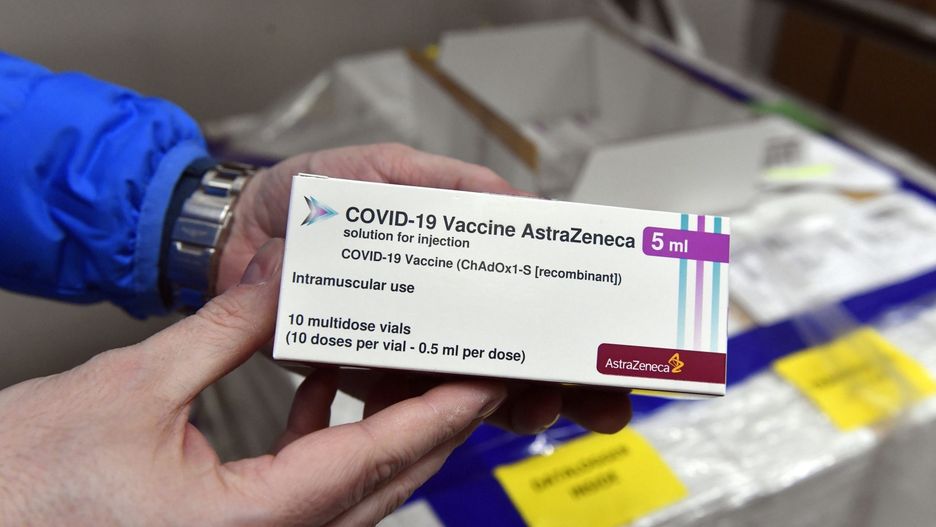 COVID-19 Vaccine AstraZeneca
5 ml
solution for injection
COVID-19 Vaccine (ChAdOx1-S [recombinant])
Intramuscular use
10 multidose vials
(10 doses per vial - 0.5 ml per dose)
AstraZeneca
INSIDE